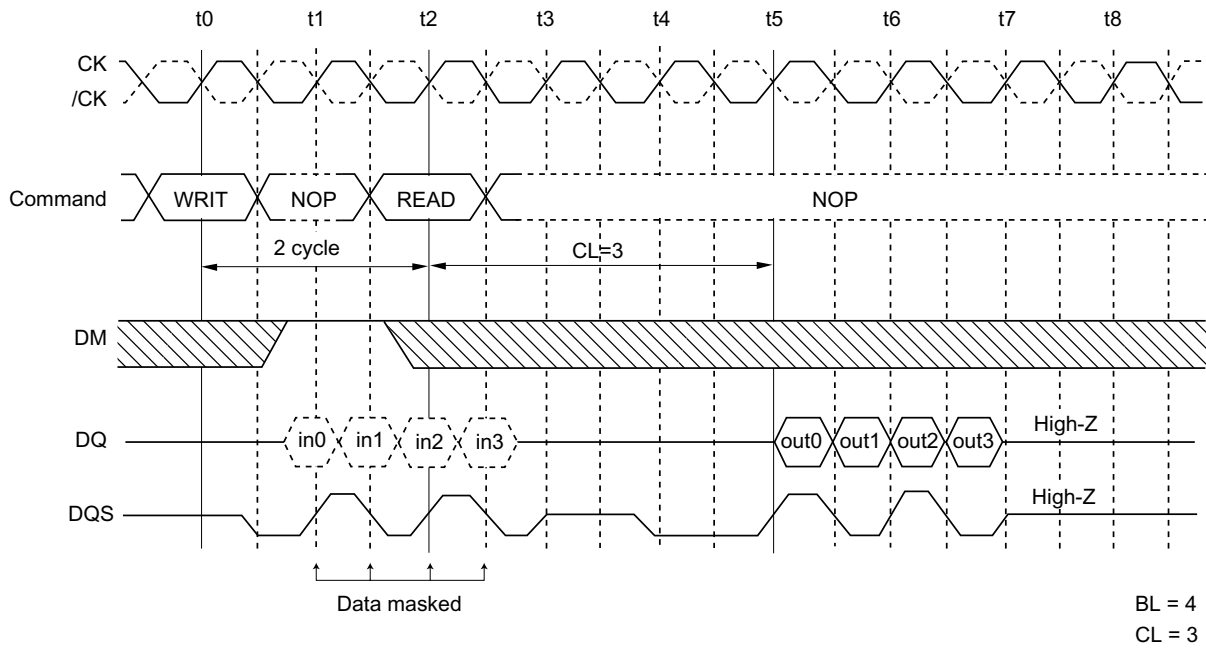 t0 t1 t2 t3 t4 t5 t6 t7 t8
CK
/CK
Command WRIT NOP READ NOP
2 cycle CL=3
DM
DQ in0 in1 in2 in3 out0 out1 out2 out3 High-Z
DQS High-Z
Data masked
BL = 4
CL = 3